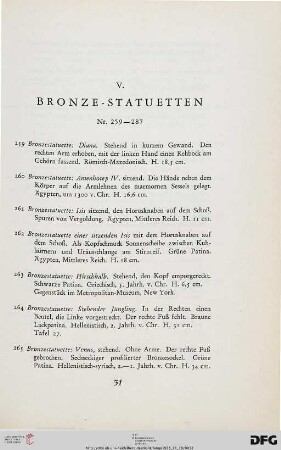 V.
BRONZE-STATUETTEN
Nr. 259—287
259 Bronzestatuette: Diana. Stehend in kurzem Gewand. Den
rechten Arm erhoben, mit der linken Hand einen Rehbock am
Gehörn fassend. Römisch-Mazedonisch. H. 18,5 cm.
260 Bronzestatuette: Amenhotep IV. sitzend. Die Hände neben dem
Körper auf die Armlehnen des marmornen Sessels gelegt.
Ägypten, um 1300 v. Chr. H. 16,6 cm.
261 Bronzestatuette: Isis sitzend, den Horusknaben auf dem Schoß.
Spuren von Vergoldung. Ägypten, Mittleres Reich. H. 21 cm.
262 Bronzestatuette einer sitzenden Isis mit dem Horusknaben auf
dem Schoß. Als Kopfschmuck Sonnenscheibe zwischen Kuh-
hörnern und Uräusschlange am Stirnreif. Grüne Patina.
Ägypten, Mittleres Reich. H. 18 cm.
263 Bronzestatuette: Hirschkalb. Stehend, den Kopf emporgereckt.
Schwarze Patina. Griechisch, 5. Jahrh. v. Chr. H. 6,5 cm.
Gegenstück im Metropolitan-Museum, New York.
264 Bronzestatuette: Stehender Jüngling. In der Rechten einen
Beutel, die Linke vorgestreckt. Der rechte Fuß fehlt. Braune
Lackpatina. Hellenistisch, 2. Jahrh. v. Chr. H. 31 cm.
Tafel 27.
265 Bronzestatuette: Venus, stehend. Ohne Arme. Der rechte Fuß
gebrochen. Sechseckiger profilierter Bronzesockel. Grüne
Patina. Hellenistisch-syrisch, 2.—1. Jahrh. v. Chr. H. 34 cm.
31
DFG